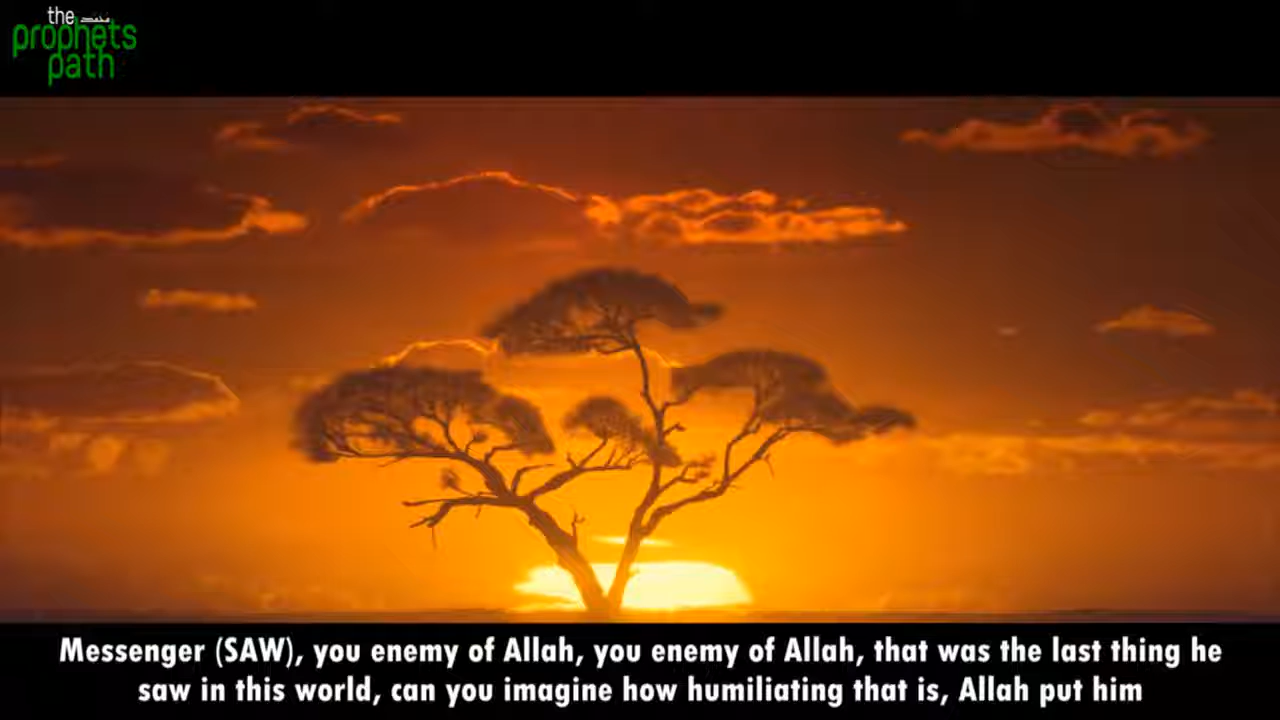 the محمد
prophets
path
Messenger (SAW), you enemy of Allah, you enemy of Allah, that was the last thing he
saw in this world, can you imagine how humiliating that is, Allah put him